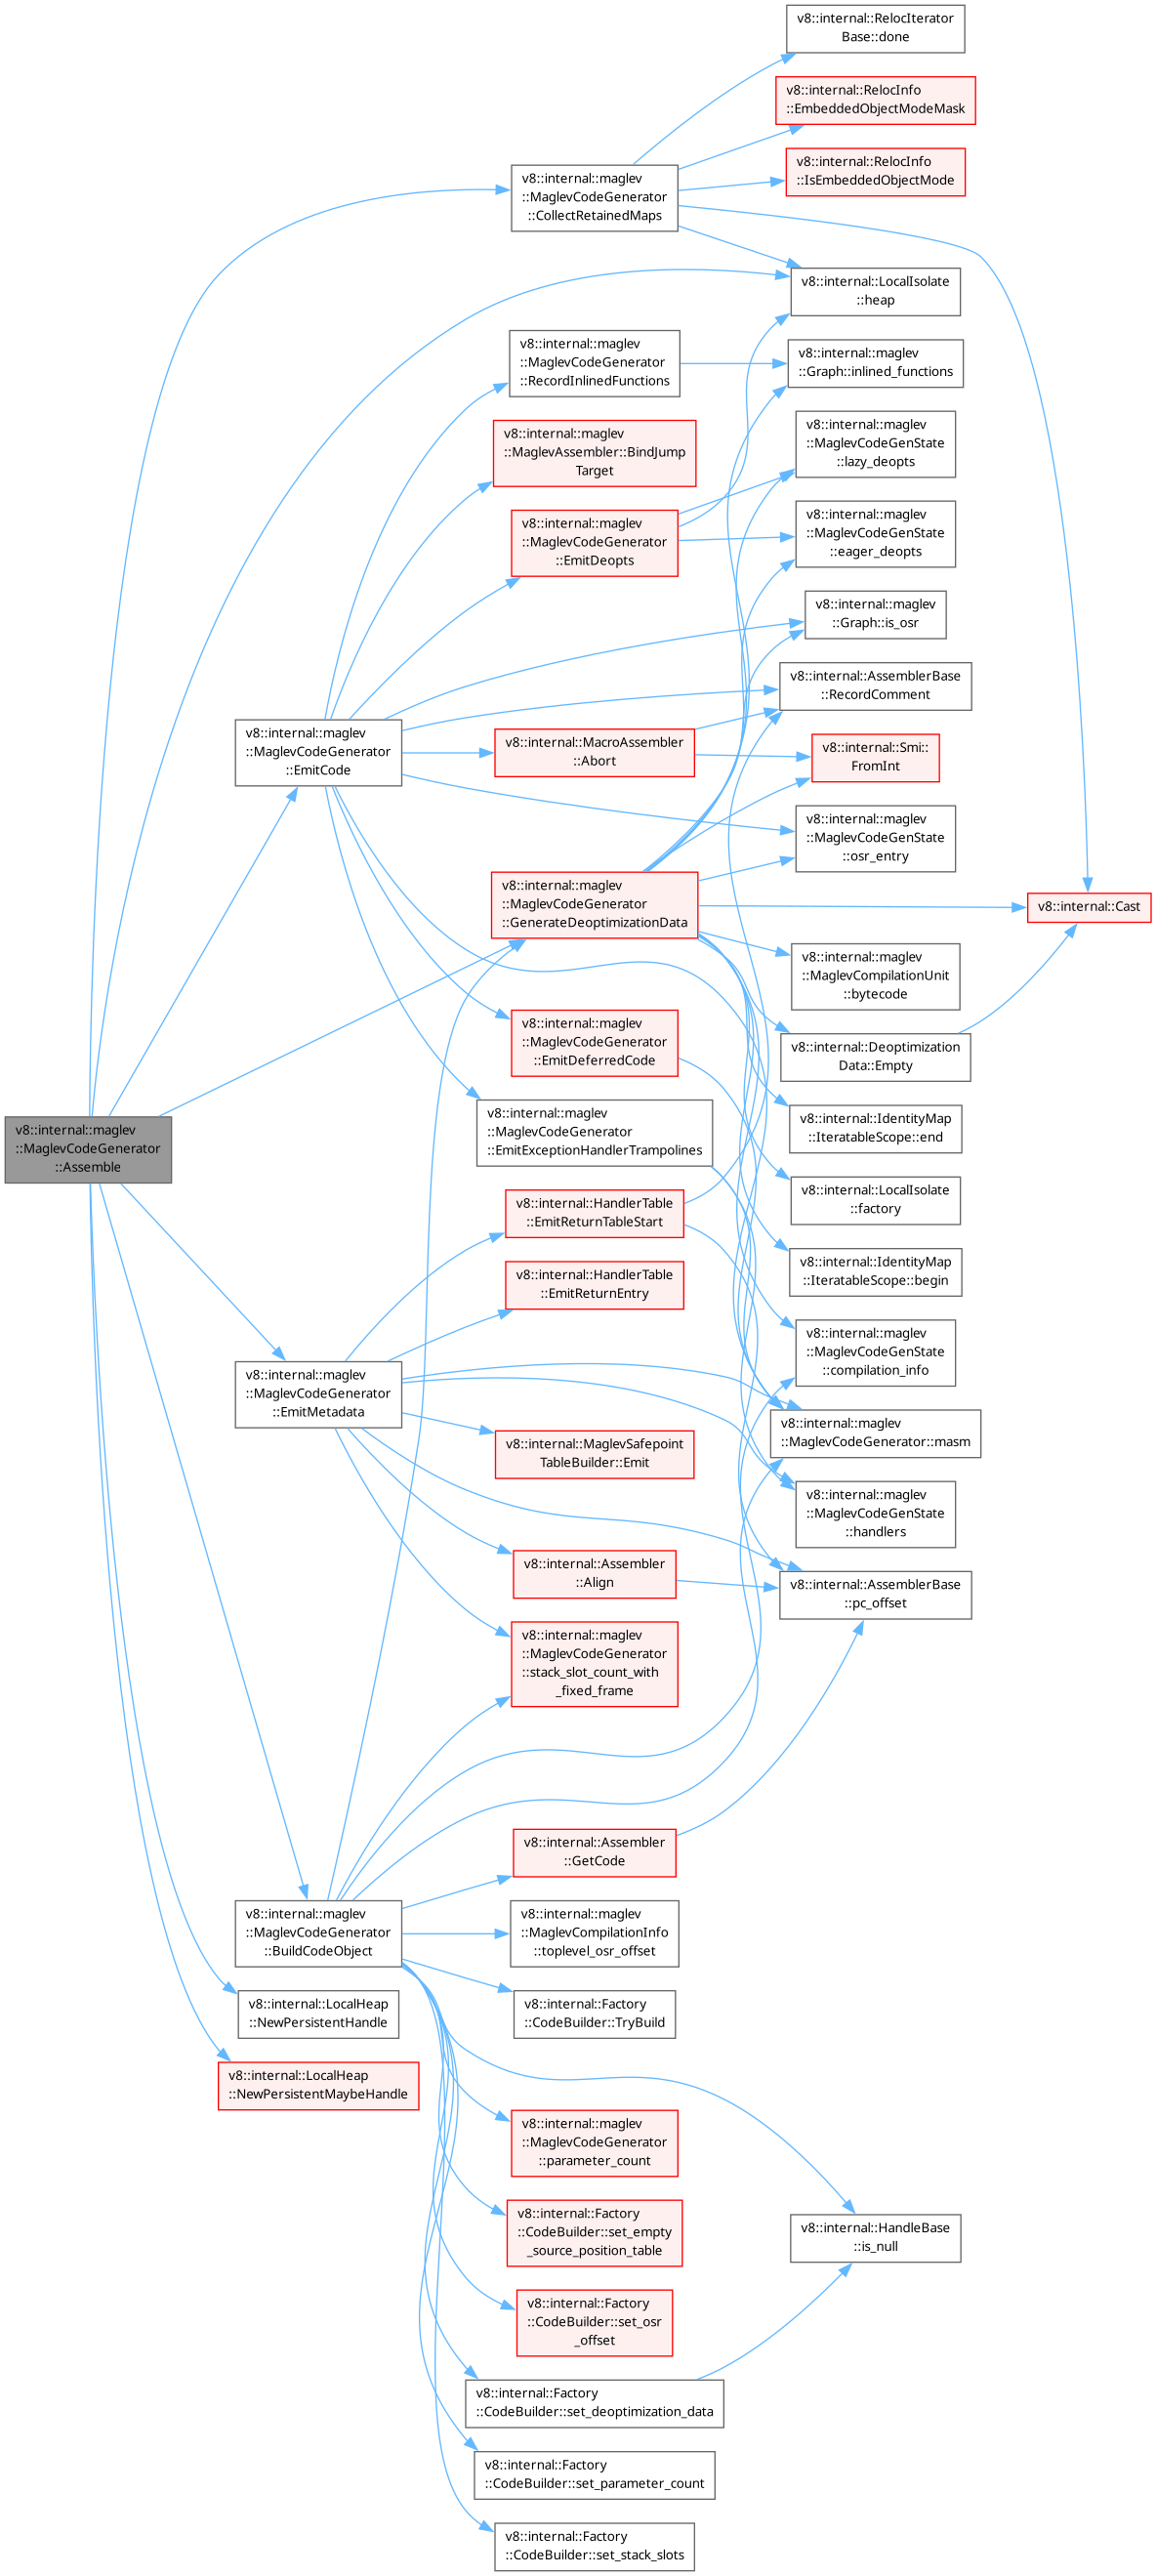 v8::internal::RelocIterator
Base::done
v8::internal::RelocInfo
::EmbeddedObjectModeMask
v8::internal::RelocInfo
::IsEmbeddedObjectMode
v8::internal::maglev
::MaglevCodeGenerator
::CollectRetainedMaps
v8::internal::LocalIsolate
::heap
v8::internal::maglev
::MaglevCodeGenerator
::RecordInlinedFunctions
v8::internal::maglev
::Graph::inlined_functions
v8::internal::maglev
::MaglevAssembler::BindJump
Target
v8::internal::maglev
::MaglevCodeGenState
::lazy_deopts
v8::internal::maglev
::MaglevCodeGenerator
::EmitDeopts
v8::internal::maglev
::MaglevCodeGenState
::eager_deopts
v8::internal::maglev
::Graph::is_osr
v8::internal::AssemblerBase
::RecordComment
v8::internal::maglev
::MaglevCodeGenerator
::EmitCode
v8::internal::MacroAssembler
::Abort
v8::internal::Smi::
FromInt
v8::internal::maglev
::MaglevCodeGenState
::osr_entry
v8::internal::maglev
::MaglevCodeGenerator
::GenerateDeoptimizationData
v8::internal::Cast
v8::internal::maglev
::MaglevCompilationUnit
::bytecode
v8::internal::maglev
::MaglevCodeGenerator
::EmitDeferredCode
v8::internal::Deoptimization
Data::Empty
v8::internal::maglev
::MaglevCodeGenerator
::Assemble
v8::internal::maglev
::MaglevCodeGenerator
::EmitExceptionHandlerTrampolines
v8::internal::IdentityMap
::IteratableScope::end
v8::internal::HandlerTable
::EmitReturnTableStart
v8::internal::LocalIsolate
::factory
v8::internal::HandlerTable
::EmitReturnEntry
v8::internal::IdentityMap
::IteratableScope::begin
v8::internal::maglev
::MaglevCodeGenerator
::EmitMetadata
v8::internal::maglev
::MaglevCodeGenState
::compilation_info
v8::internal::MaglevSafepoint
TableBuilder::Emit
v8::internal::maglev
::MaglevCodeGenerator::masm
v8::internal::maglev
::MaglevCodeGenState
::handlers
v8::internal::Assembler
::Align
v8::internal::AssemblerBase
::pc_offset
v8::internal::maglev
::MaglevCodeGenerator
::stack_slot_count_with
_fixed_frame
v8::internal::Assembler
::GetCode
v8::internal::maglev
::MaglevCodeGenerator
::BuildCodeObject
v8::internal::maglev
::MaglevCompilationInfo
::toplevel_osr_offset
v8::internal::LocalHeap
::NewPersistentHandle
v8::internal::Factory
::CodeBuilder::TryBuild
v8::internal::LocalHeap
::NewPersistentMaybeHandle
v8::internal::maglev
::MaglevCodeGenerator
::parameter_count
v8::internal::Factory
::CodeBuilder::set_empty
_source_position_table
v8::internal::HandleBase
::is_null
v8::internal::Factory
::CodeBuilder::set_osr
_offset
v8::internal::Factory
::CodeBuilder::set_deoptimization_data
v8::internal::Factory
::CodeBuilder::set_parameter_count
v8::internal::Factory
::CodeBuilder::set_stack_slots